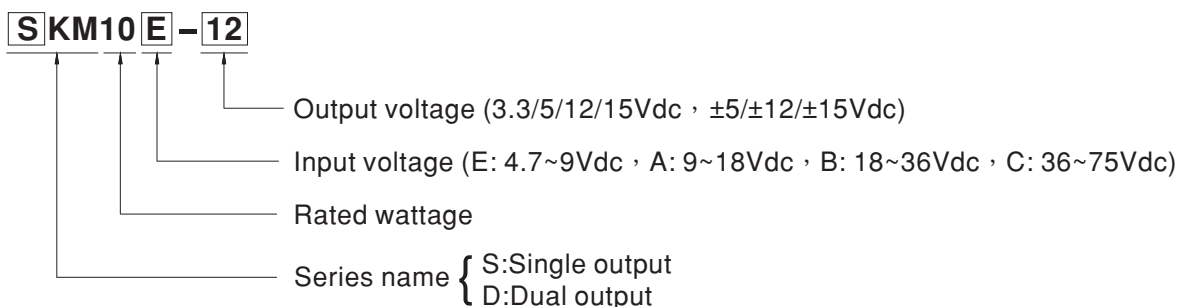 SKM10E-12
Output voltage (3.3/5/12/15Vdc，±5/±12/±15Vdc)
Input voltage (E: 4.7~9Vdc，A: 9~18Vdc，B: 18~36Vdc，C: 36~75Vdc)
Rated wattage
Series name { S:Single output
D:Dual output